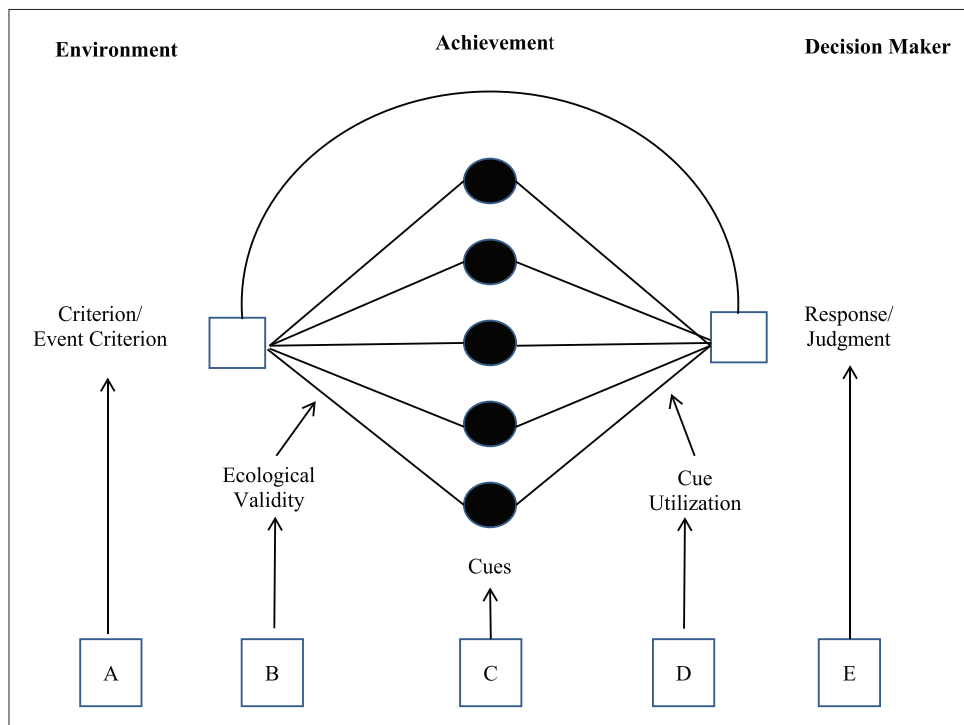 Environment
Achievement
Decision Maker
Criterion/
Event Criterion
Response/
Judgment
Ecological
Validity
Cue
Utilization
Cues
A
B
C
D
E